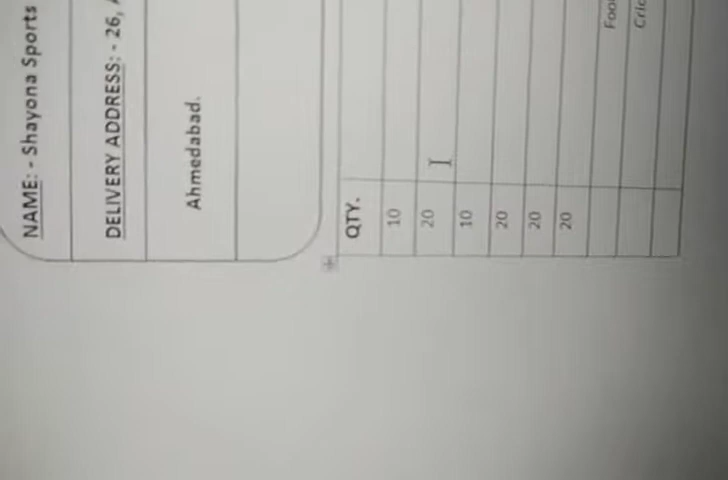 NAME: - Shayona Sports
DELIVERY ADDRESS: - 26,
Ahmedabad.
QTY.
10
20
10
20
20
20